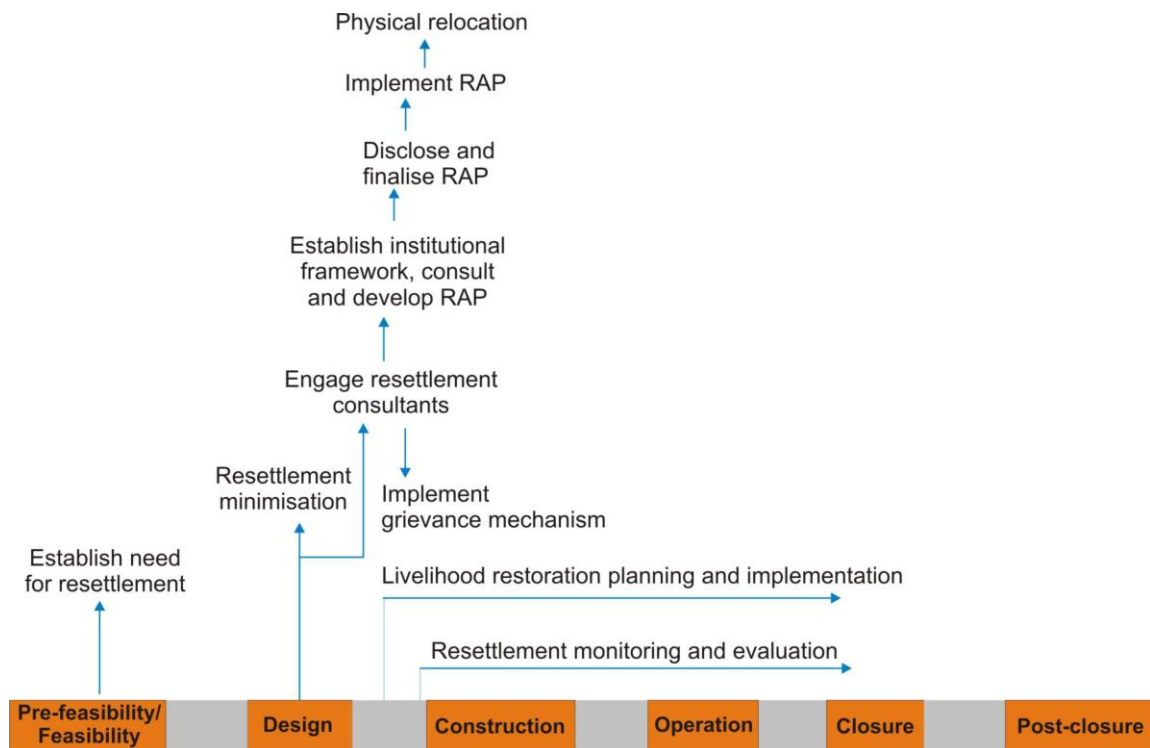 Physical relocation
Implement RAP
Disclose and
finalise RAP
Establish institutional
framework, consult
and develop RAP
Engage resettlement
consultants
Resettlement
minimisation
Implement
grievance mechanism
Establish need
for resettlement
Livelihood restoration planning and implementation
Resettlement monitoring and evaluation
Pre-feasibility/
Feasibility
Design
Construction
Operation
Closure
Post-closure